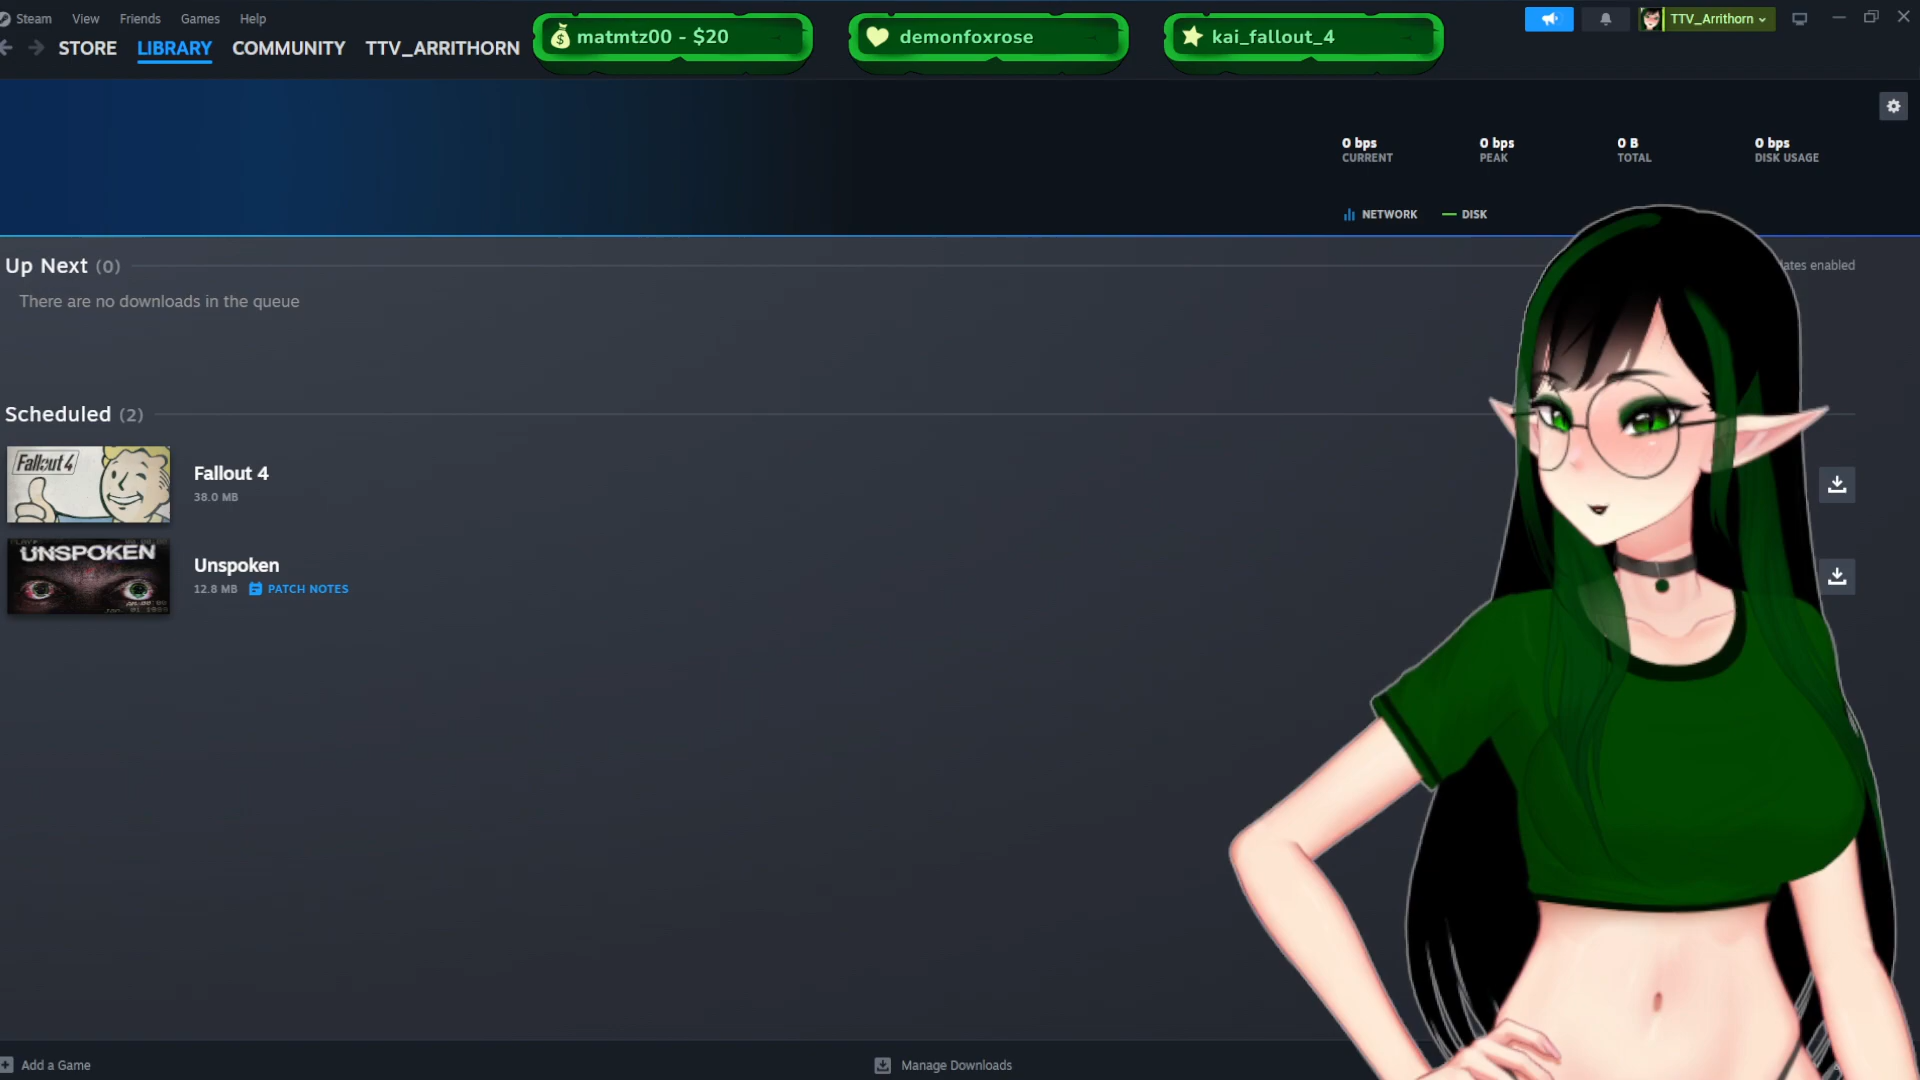 Steam View Friends Games Help
matmtz00 - $20
demonfoxrose
kai_fallout_4
TTV_Arrithorn
STORE LIBRARY COMMUNITY TTV_ARRITHORN
0 bps 0 bps 0 B 0 bps
CURRENT PEAK TOTAL DISK USAGE
NETWORK DISK
Up Next (0)
enabled
There are no downloads in the queue
Scheduled (2)
Fallout 4
Fallout 4
38.0 MB
UNSPOKEN
Unspoken
12.8 MB PATCH NOTES
Add a Game
Manage Downloads